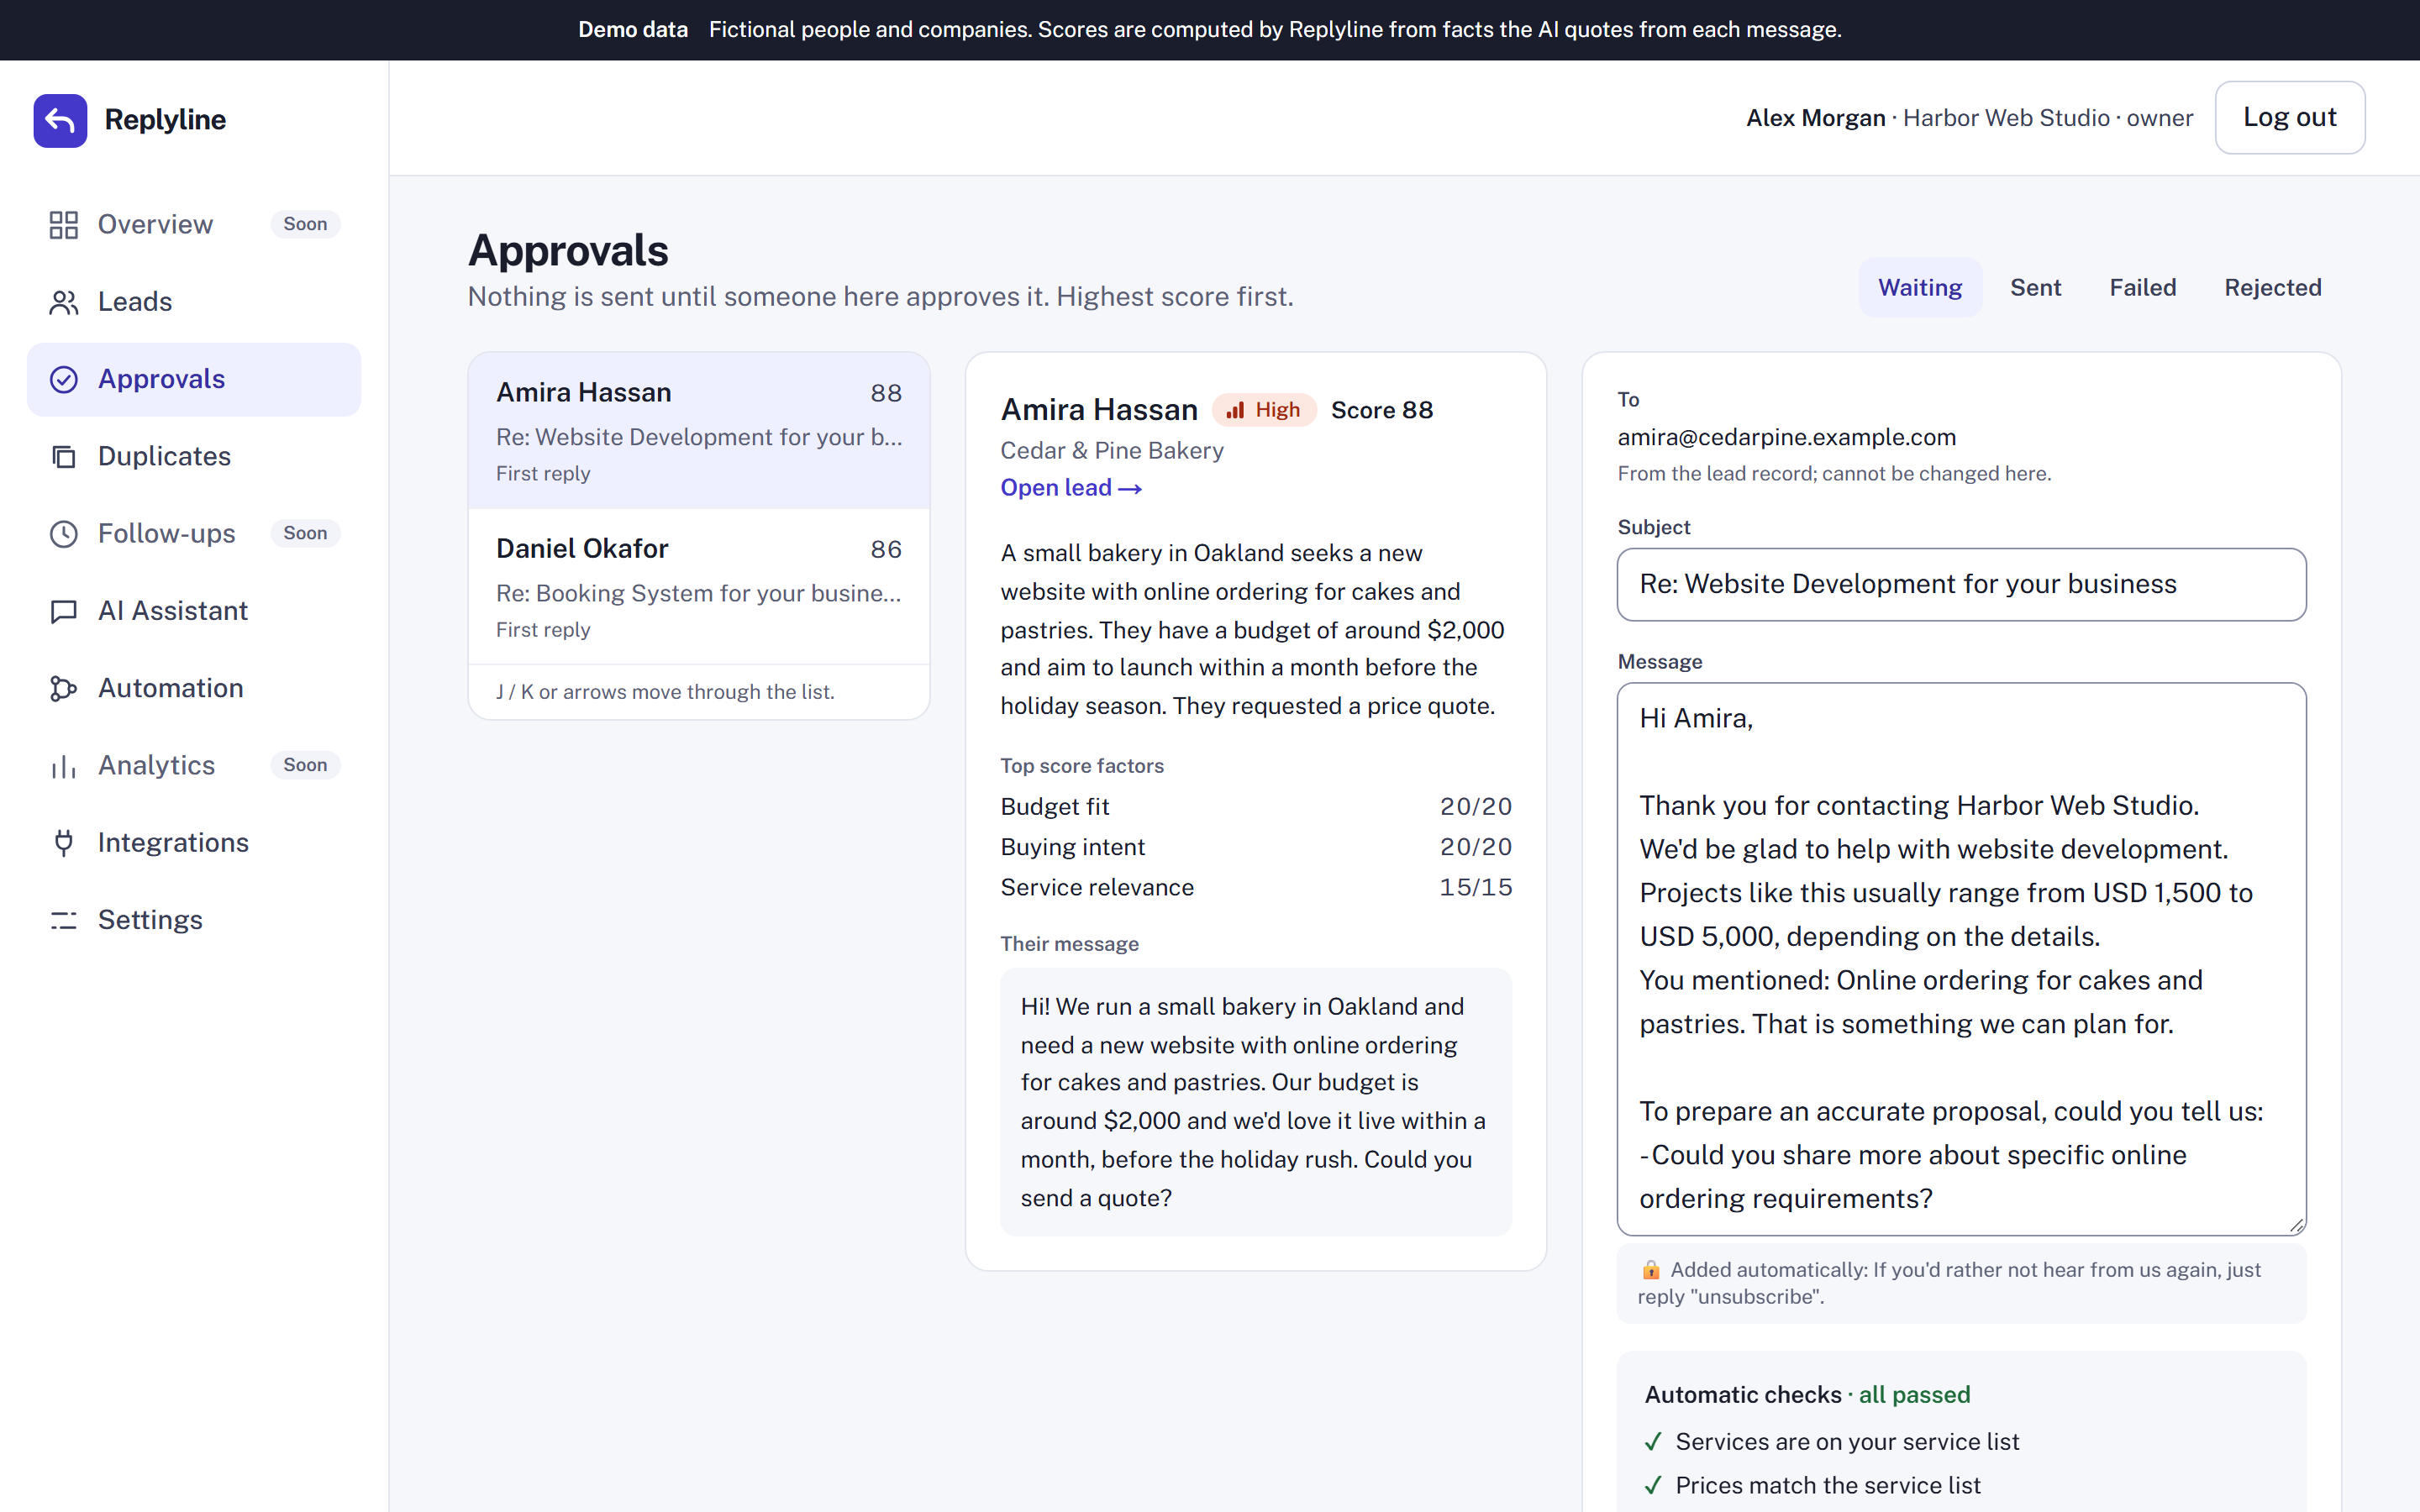 Demo data Fictional people and companies. Scores are computed by Replyline from facts the AI quotes from each message.
Replyline
Alex Morgan · Harbor Web Studio · owner
Log out
Overview Soon
Leads
Approvals
Duplicates
Follow-ups Soon
AI Assistant
Automation
Analytics Soon
Integrations
Settings
Approvals
Nothing is sent until someone here approves it. Highest score first.
Waiting Sent Failed Rejected
Amira Hassan 88
Re: Website Development for your b...
First reply
Daniel Okafor 86
Re: Booking System for your busine...
First reply
J / K or arrows move through the list.
Amira Hassan High Score 88
Cedar & Pine Bakery
Open lead →
A small bakery in Oakland seeks a new
website with online ordering for cakes and
pastries. They have a budget of around $2,000
and aim to launch within a month before the
holiday season. They requested a price quote.
Top score factors
Budget fit 20/20
Buying intent 20/20
Service relevance 15/15
Their message
Hi! We run a small bakery in Oakland and
need a new website with online ordering
for cakes and pastries. Our budget is
around $2,000 and we'd love it live within a
month, before the holiday rush. Could you
send a quote?
To
amira@cedarpine.example.com
From the lead record; cannot be changed here.
Subject
Re: Website Development for your business
Message
Hi Amira,
Thank you for contacting Harbor Web Studio.
We'd be glad to help with website development.
Projects like this usually range from USD 1,500 to
USD 5,000, depending on the details.
You mentioned: Online ordering for cakes and
pastries. That is something we can plan for.
To prepare an accurate proposal, could you tell us:
- Could you share more about specific online
ordering requirements?
🔒 Added automatically: If you'd rather not hear from us again, just
reply "unsubscribe".
Automatic checks · all passed
✓ Services are on your service list
✓ Prices match the service list